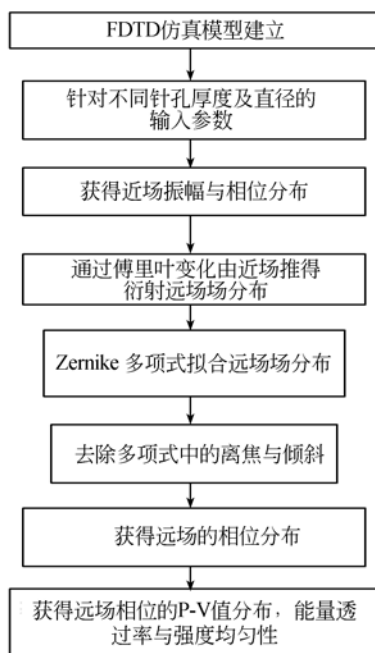 FDTD仿真模型建立
针对不同针孔厚度及直径的
输入参数
获得近场振幅与相位分布
通过傅里叶变化由近场推得
衍射远场场分布
Zernike 多项式拟合远场场分布
去除多项式中的离焦与倾斜
获得远场的相位分布
获得远场相位的P-V值分布，能量透
过率与强度均匀性